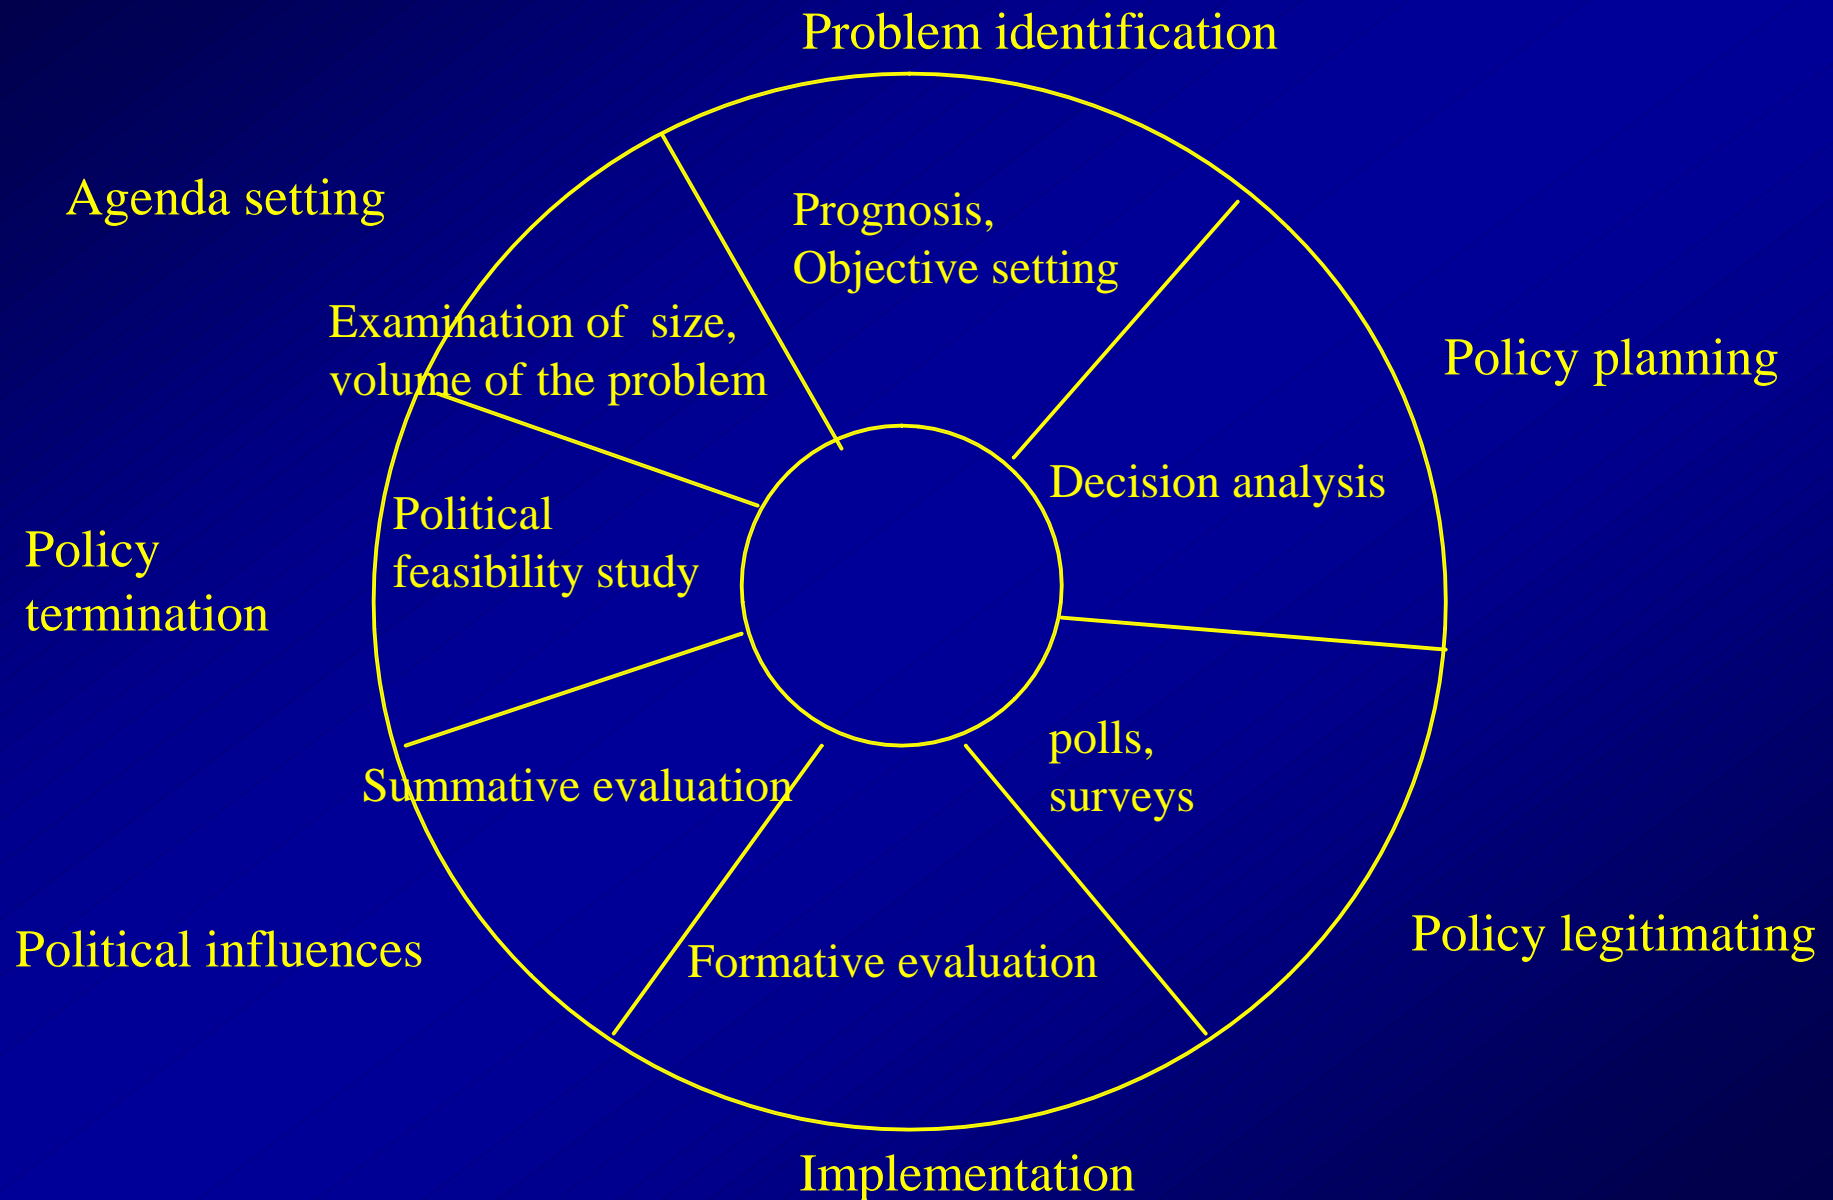 Problem identification
Agenda setting
Prognosis,
Objective setting
Examination of  size,
volume of the problem
Policy planning
Decision analysis
Political
feasibility study
Policy
termination
polls,
surveys
Summative evaluation
Policy legitimating
Political influences
Formative evaluation
Implementation